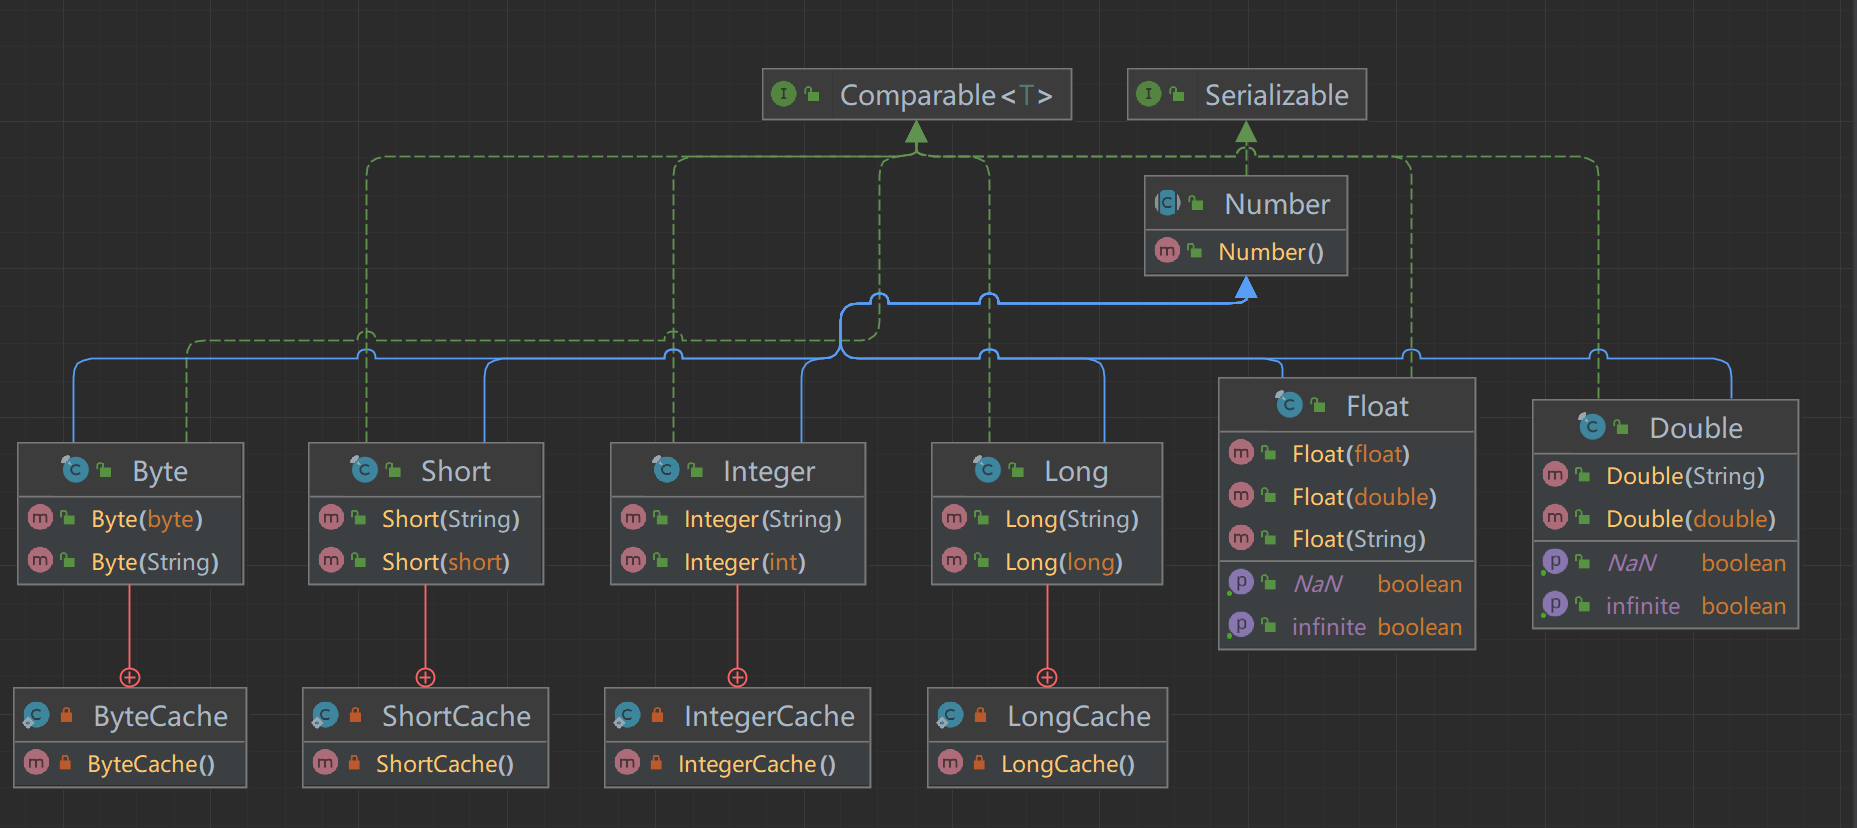 Comparable<T>
Serializable
Number
Number()
Byte
Byte(byte)
Byte(String)
Short
Short(String)
Short(short)
Integer
Integer(String)
Integer(int)
Long
Long(String)
Long(long)
Float
Float(float)
Float(double)
Float(String)
NaN boolean
infinite boolean
Double
Double(String)
Double(double)
NaN boolean
infinite boolean
ByteCache
ByteCache()
ShortCache
ShortCache()
IntegerCache
IntegerCache()
LongCache
LongCache()